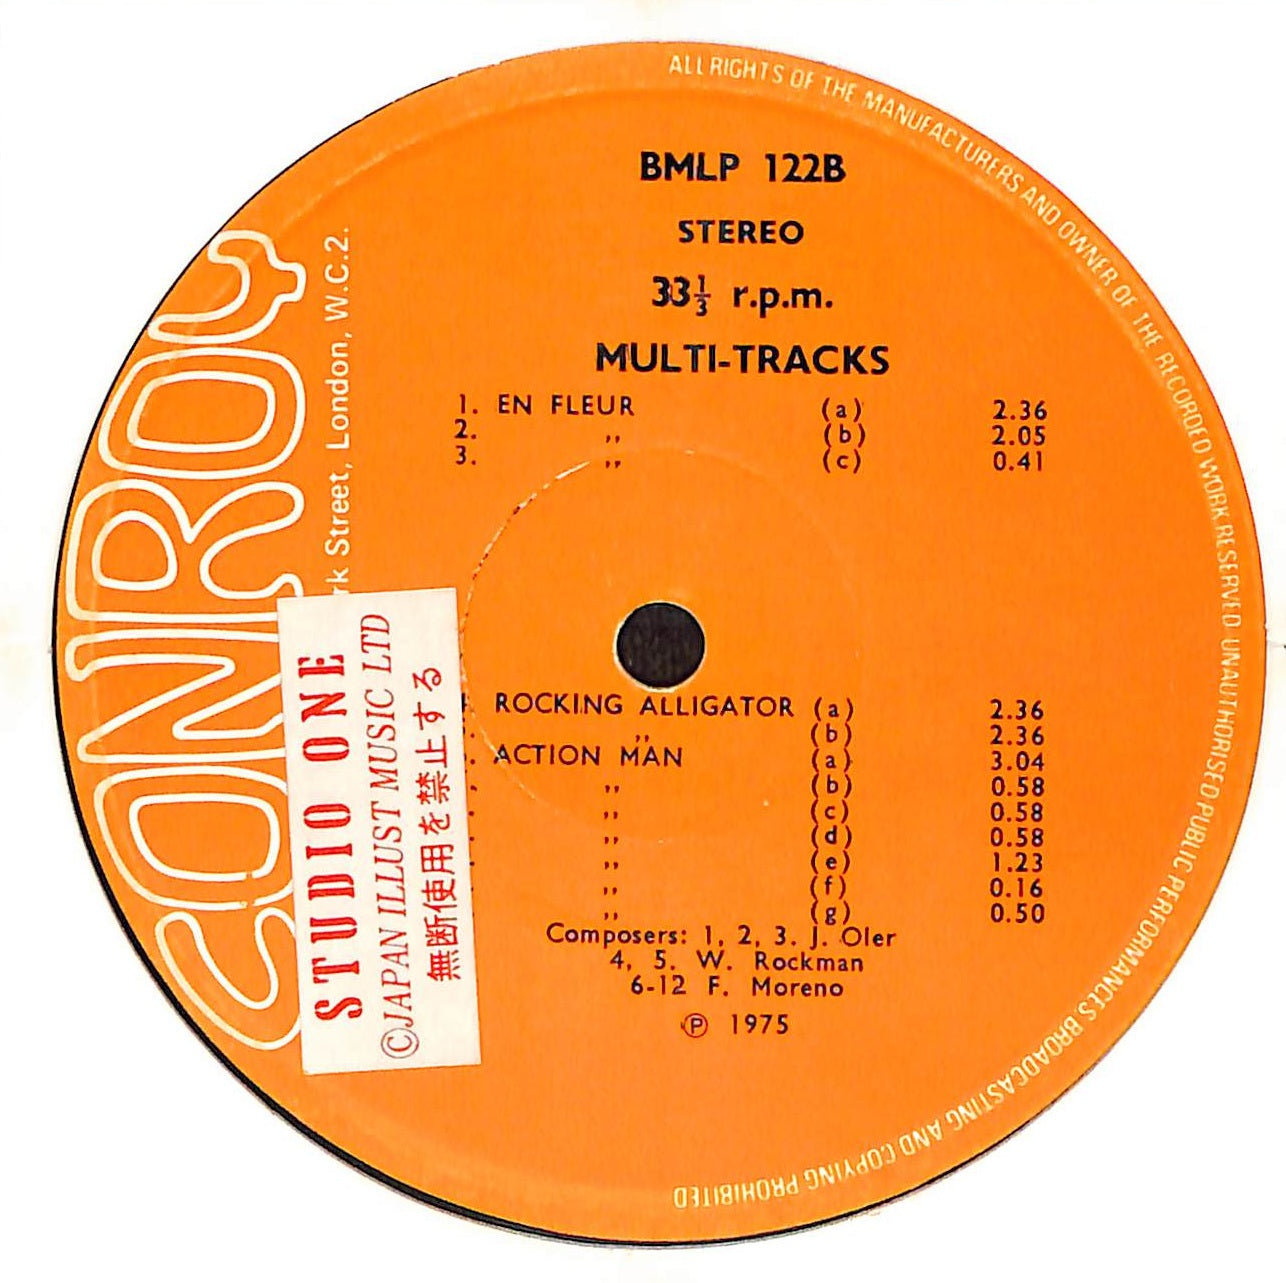 ALL RIGHTS OF THE MANUFACTURERS AND OWNER OF THE RECORDED WORK RESERVED UNAUTHORISED PUBLIC PERFORMANCES BROADCASTING AND COPYING PROHIBITED
BMLP 122B
STEREO
33⅓ r.p.m.
MULTI-TRACKS
1. EN FLEUR (a) 2.36
2. ,, (b) 2.05
3. ,, (c) 0.41
ROCKING ALLIGATOR (a) 2.36
,, (b) 2.36
ACTION MAN (a) 3.04
,, (b) 0.58
,, (c) 0.58
,, (d) 0.58
,, (e) 1.23
,, (f) 0.16
,, (g) 0.50
Composers: 1, 2, 3. J. Oler
4, 5. W. Rockman
6-12 F. Moreno
℗ 1975
CONROY
Street, London, W.C.2.
STUDIO ONE
©JAPAN ILLUST MUSIC LTD
無断使用を禁止する